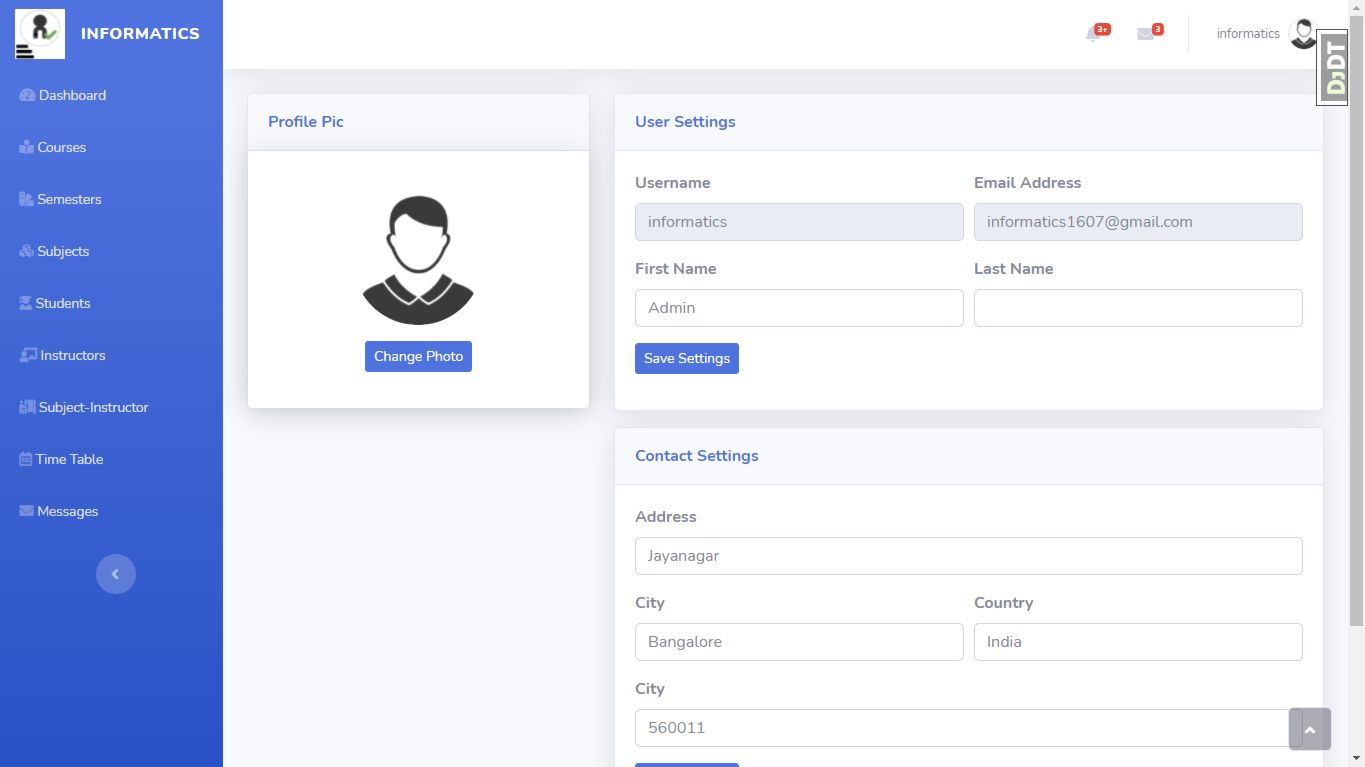 INFORMATICS
3+
3
informatics
DjDT
Dashboard
Courses
Semesters
Subjects
Students
Instructors
Subject-Instructor
Time Table
Messages
Profile Pic
Change Photo
User Settings
Username
Email Address
informatics
informatics1607@gmail.com
First Name
Last Name
Admin
Save Settings
Contact Settings
Address
Jayanagar
City
Country
Bangalore
India
City
560011